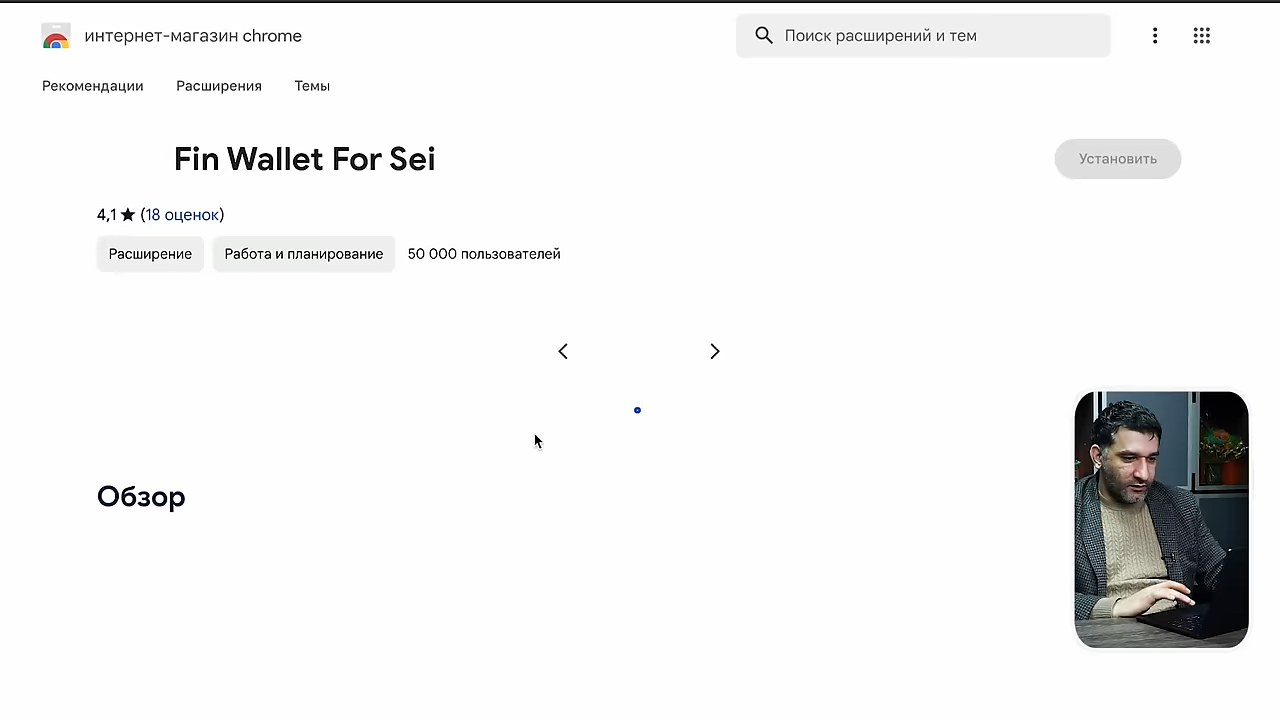 интернет-магазин chrome
Поиск расширений и тем
Рекомендации Расширения Темы
Fin Wallet For Sei
Установить
4,1 ★ (18 оценок)
Расширение Работа и планирование 50 000 пользователей
Обзор